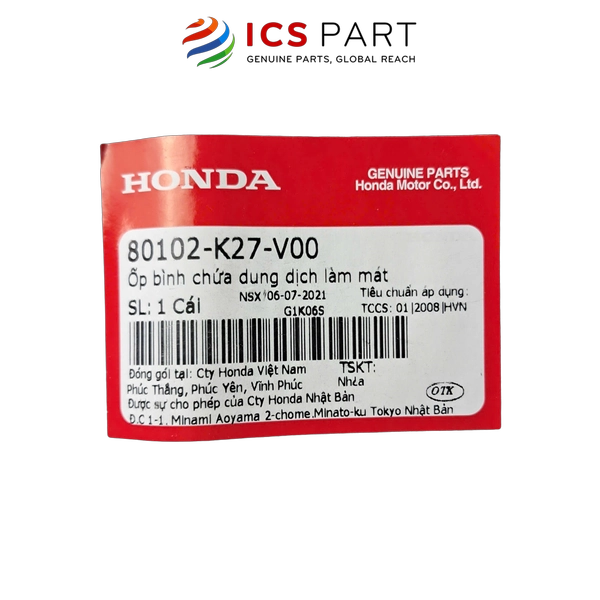 ICS PART
GENUINE PARTS, GLOBAL REACH
HONDA
GENUINE PARTS
Honda Motor Co., Ltd.
80102-K27-V00
Ốp bình chứa dung dịch làm mát
SL: 1 Cái
NSX 06-07-2021
G1K06S
Tiêu chuẩn áp dụng:
TCCS: 01|2008|HVN
Đóng gói tại: Cty Honda Việt Nam
Phúc Thắng, Phúc Yên, Vĩnh Phúc
Được sự cho phép của Cty Honda Nhật Bản
Đ.C 1-1, Minami Aoyama 2-chome.Minato-ku Tokyo Nhật Bản
TSKT:
Nhựa
OTK